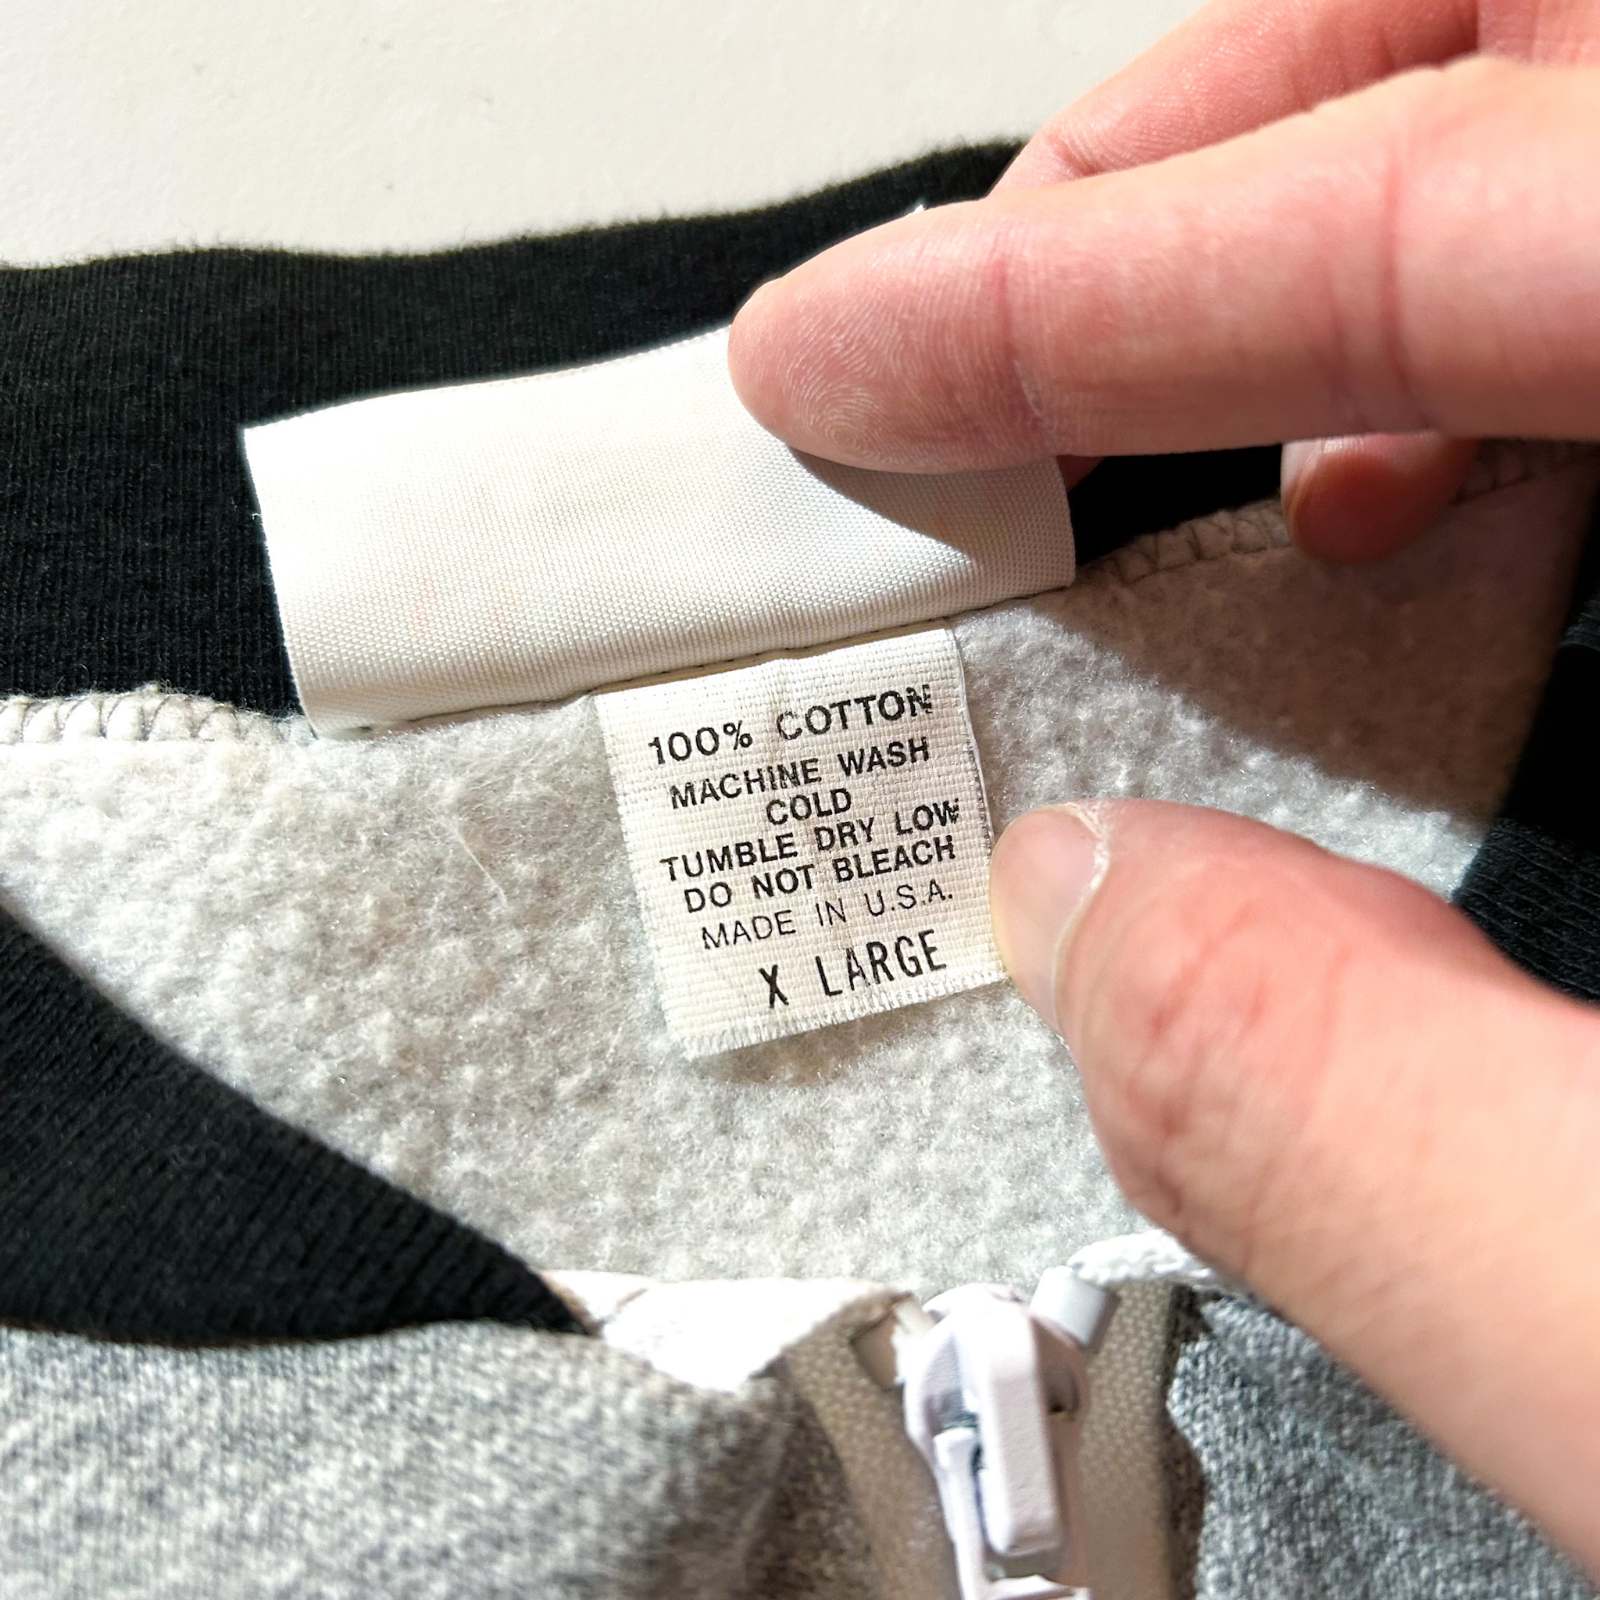 100% COTTON
MACHINE WASH
COLD
TUMBLE DRY LOW
DO NOT BLEACH
MADE IN U.S.A.
X LARGE